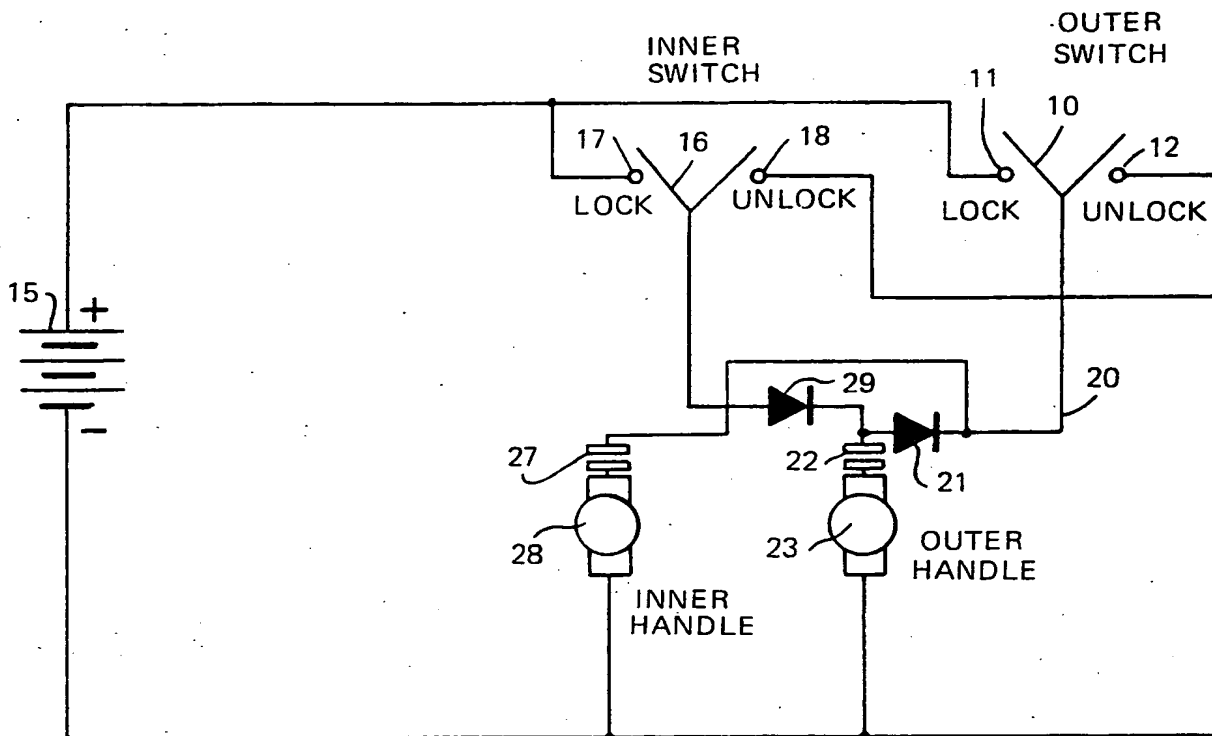 INNER
SWITCH
OUTER
SWITCH
11
10
17
16
18
12
LOCK
UNLOCK
LOCK
UNLOCK
15
+
−
29
20
27
22
21
28
23
OUTER
HANDLE
INNER
HANDLE